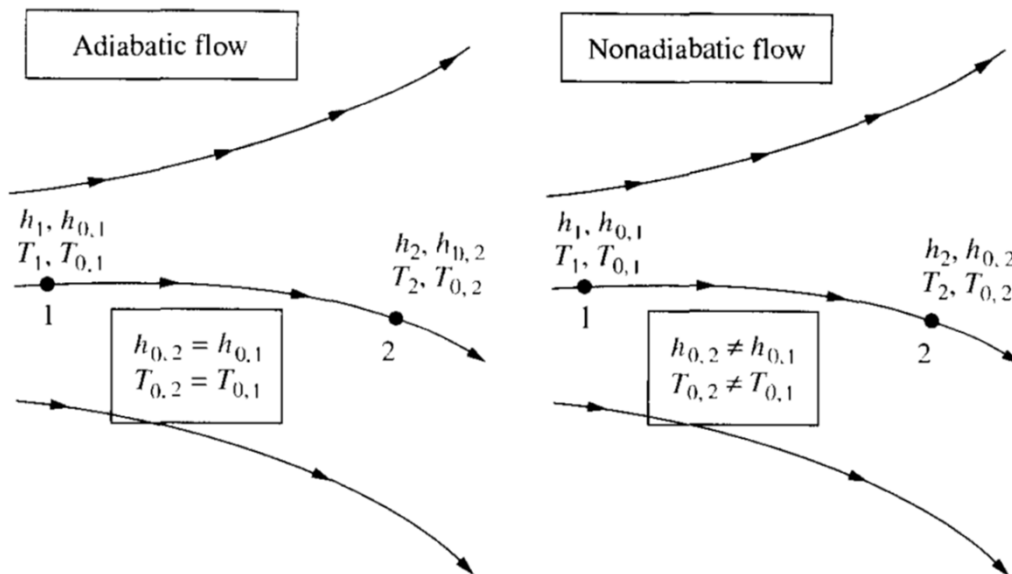 Adiabatic flow
h₁, h₀,₁
T₁, T₀,₁
1
h₂, h₀,₂
T₂, T₀,₂
2
h₀,₂ = h₀,₁
T₀,₂ = T₀,₁
Nonadiabatic flow
h₁, h₀,₁
T₁, T₀,₁
1
h₂, h₀,₂
T₂, T₀,₂
2
h₀,₂ ≠ h₀,₁
T₀,₂ ≠ T₀,₁